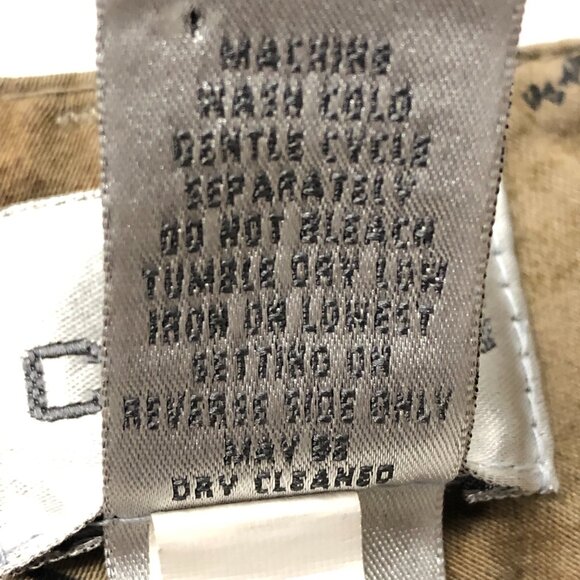 MACHINE
WASH COLD
GENTLE CYCLE
SEPARATELY
DO NOT BLEACH
TUMBLE DRY LOW
IRON ON LOWEST
SETTING ON
REVERSE SIDE ONLY
MAY BE
DRY CLEANED